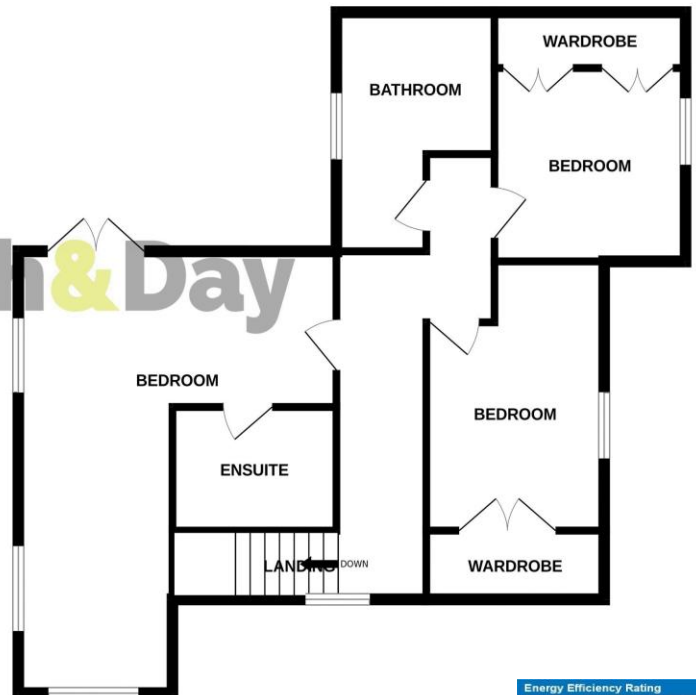 WARDROBE
BATHROOM
BEDROOM
h&Day
BEDROOM
BEDROOM
ENSUITE
LANDING
DOWN
WARDROBE
Energy Efficiency Rating